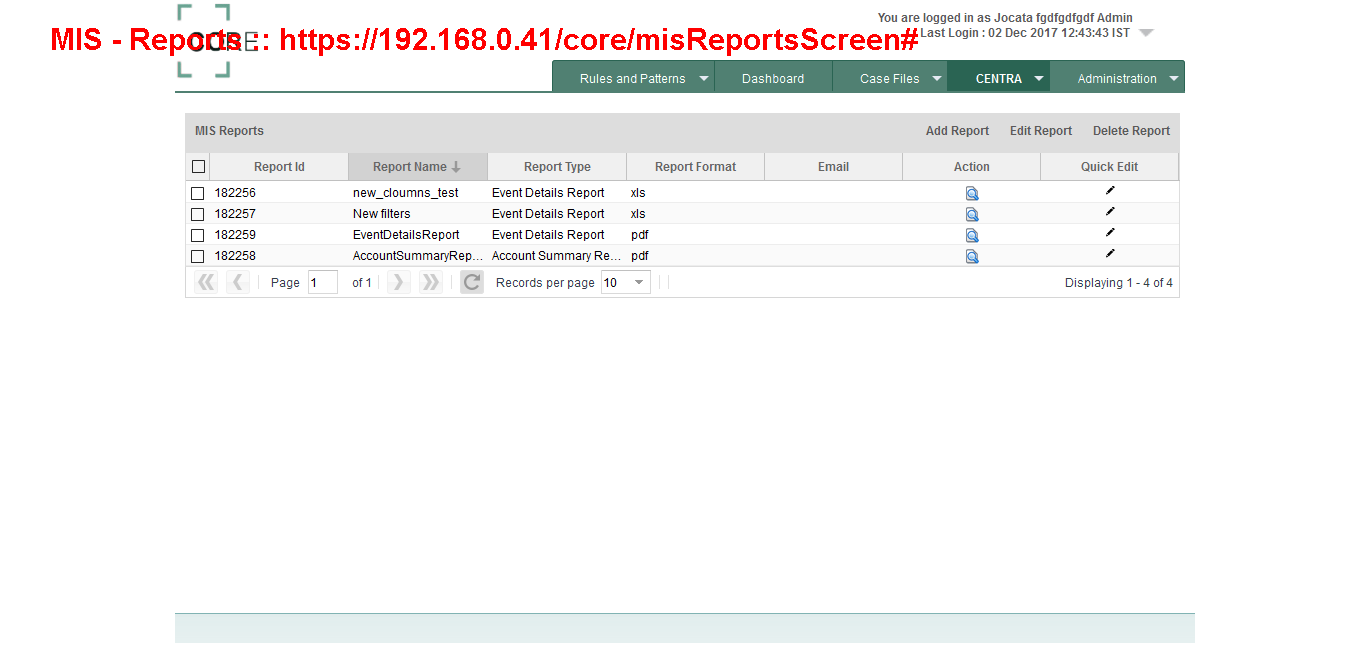 You are logged in as Jocata fgdfgdfgdf Admin
MIS - Reports :: https://192.168.0.41/core/misReportsScreen#
CORE
Last Login : 02 Dec 2017 12:43:43 IST
Rules and Patterns Dashboard Case Files CENTRA Administration
MIS Reports Add Report Edit Report Delete Report
Report Id Report Name Report Type Report Format Email Action Quick Edit
182256 new_cloumns_test Event Details Report xls
182257 New filters Event Details Report xls
182259 EventDetailsReport Event Details Report pdf
182258 AccountSummaryRep... Account Summary Re... pdf
Page 1 of 1 Records per page 10 Displaying 1 - 4 of 4